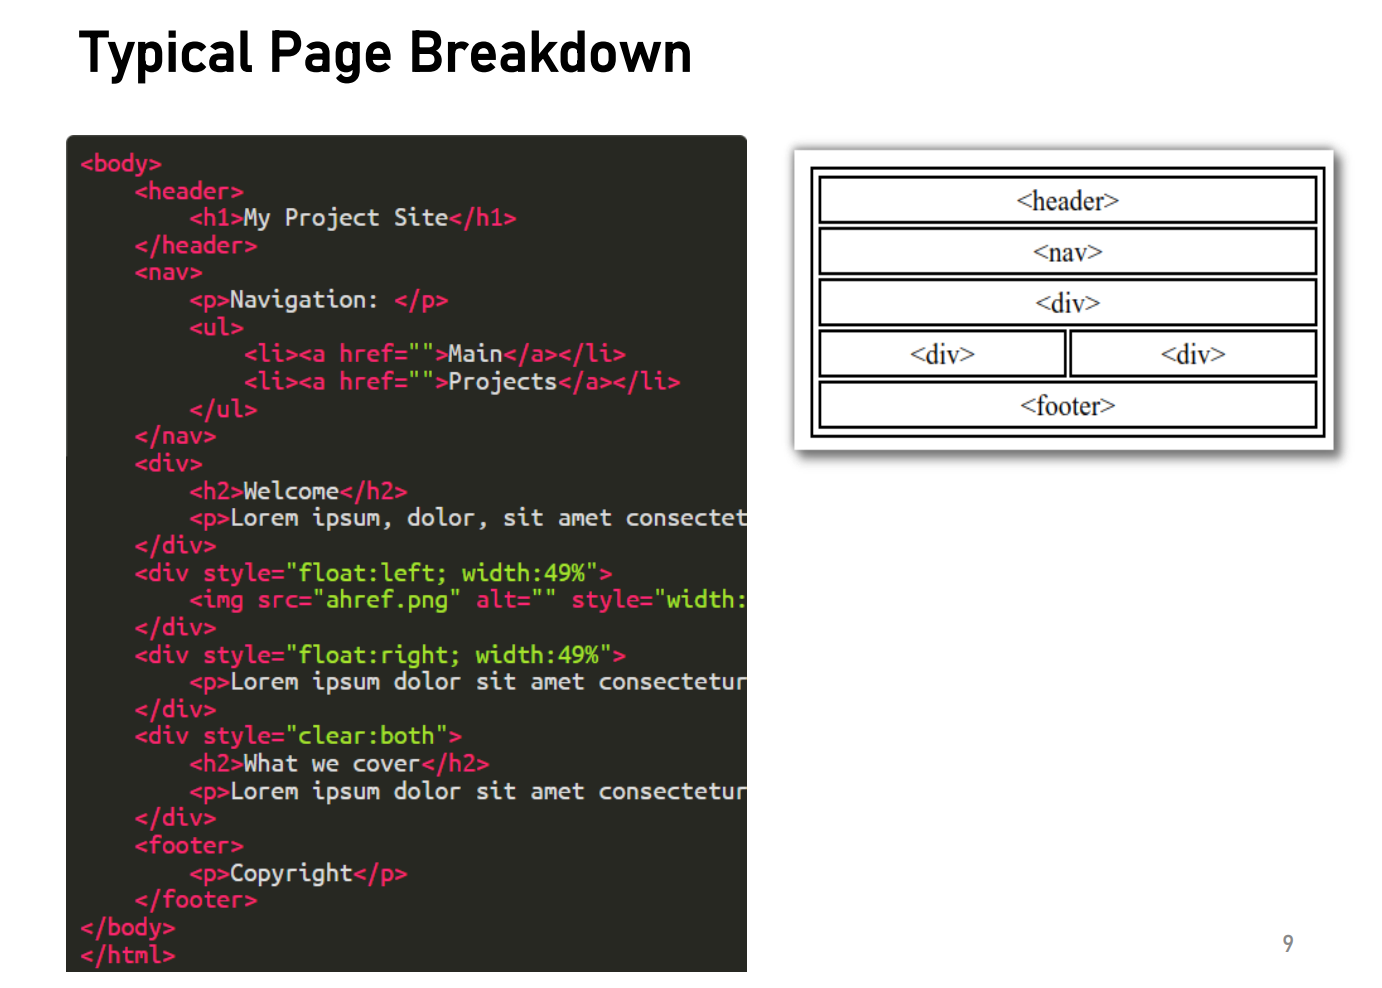 Typical Page Breakdown
<body>
<header>
<h1>My Project Site</h1>
</header>
<nav>
<p>Navigation: </p>
<ul>
<li><a href="">Main</a></li>
<li><a href="">Projects</a></li>
</ul>
</nav>
<div>
<h2>Welcome</h2>
<p>Lorem ipsum, dolor, sit amet consectet
</div>
<div style="float:left; width:49%">
<img src="ahref.png" alt="" style="width:
</div>
<div style="float:right; width:49%">
<p>Lorem ipsum dolor sit amet consectetur
</div>
<div style="clear:both">
<h2>What we cover</h2>
<p>Lorem ipsum dolor sit amet consectetur
</div>
<footer>
<p>Copyright</p>
</footer>
</body>
</html>
<header>
<nav>
<div>
<div> <div>
<footer>
9